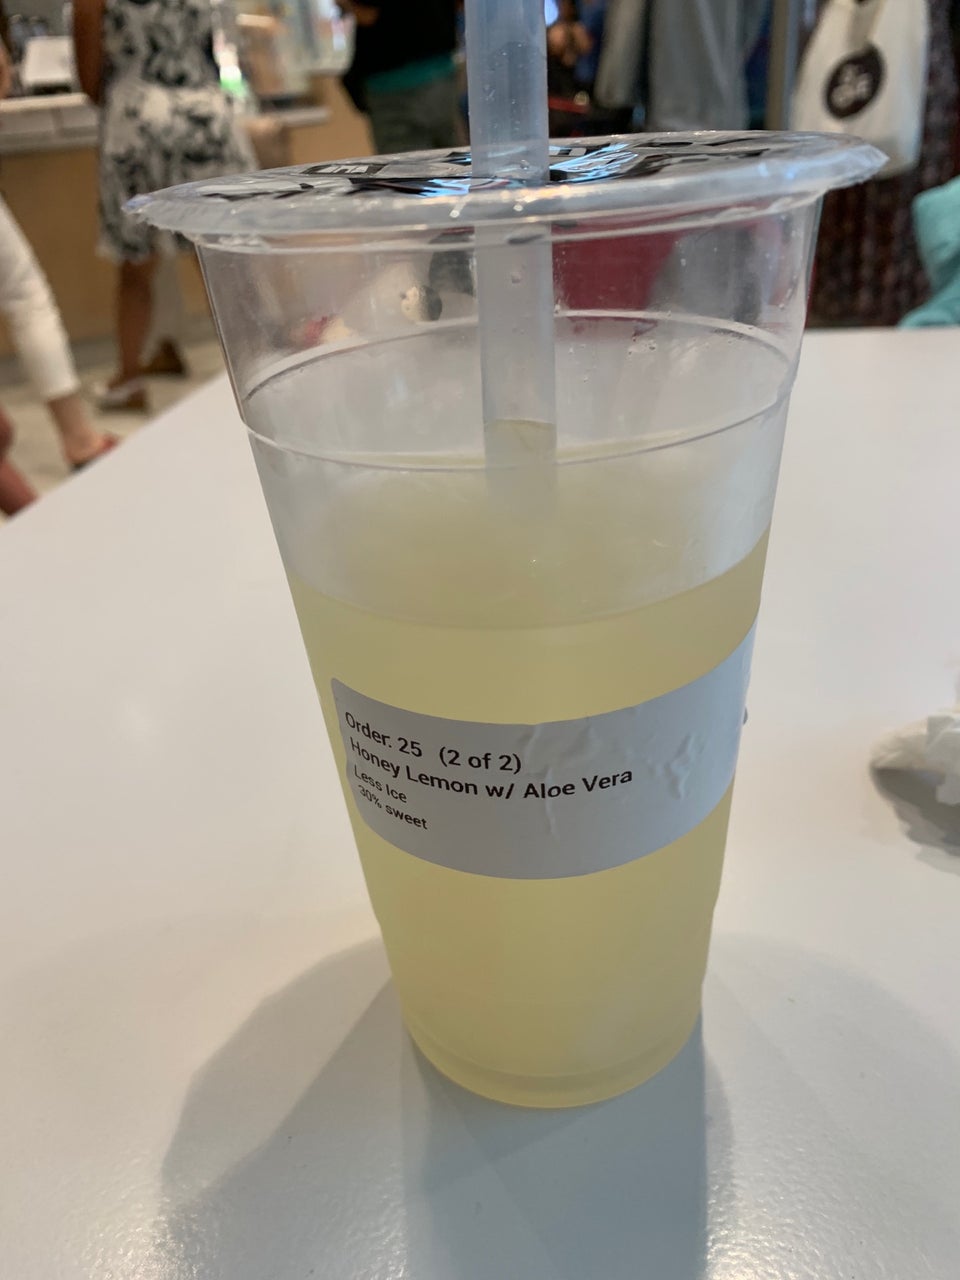 Order: 25 (2 of 2)
Honey Lemon w/ Aloe Vera
Less Ice
30% sweet